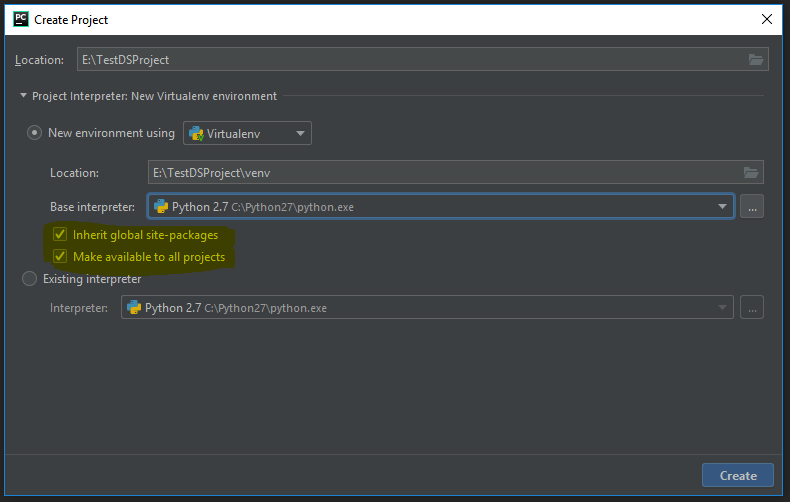 PC Create Project
Location: E:\TestDSProject
Project Interpreter: New Virtualenv environment
New environment using Virtualenv
Location: E:\TestDSProject\venv
Base interpreter: Python 2.7 C:\Python27\python.exe ...
Inherit global site-packages
Make available to all projects
Existing interpreter
Interpreter: Python 2.7 C:\Python27\python.exe ...
Create